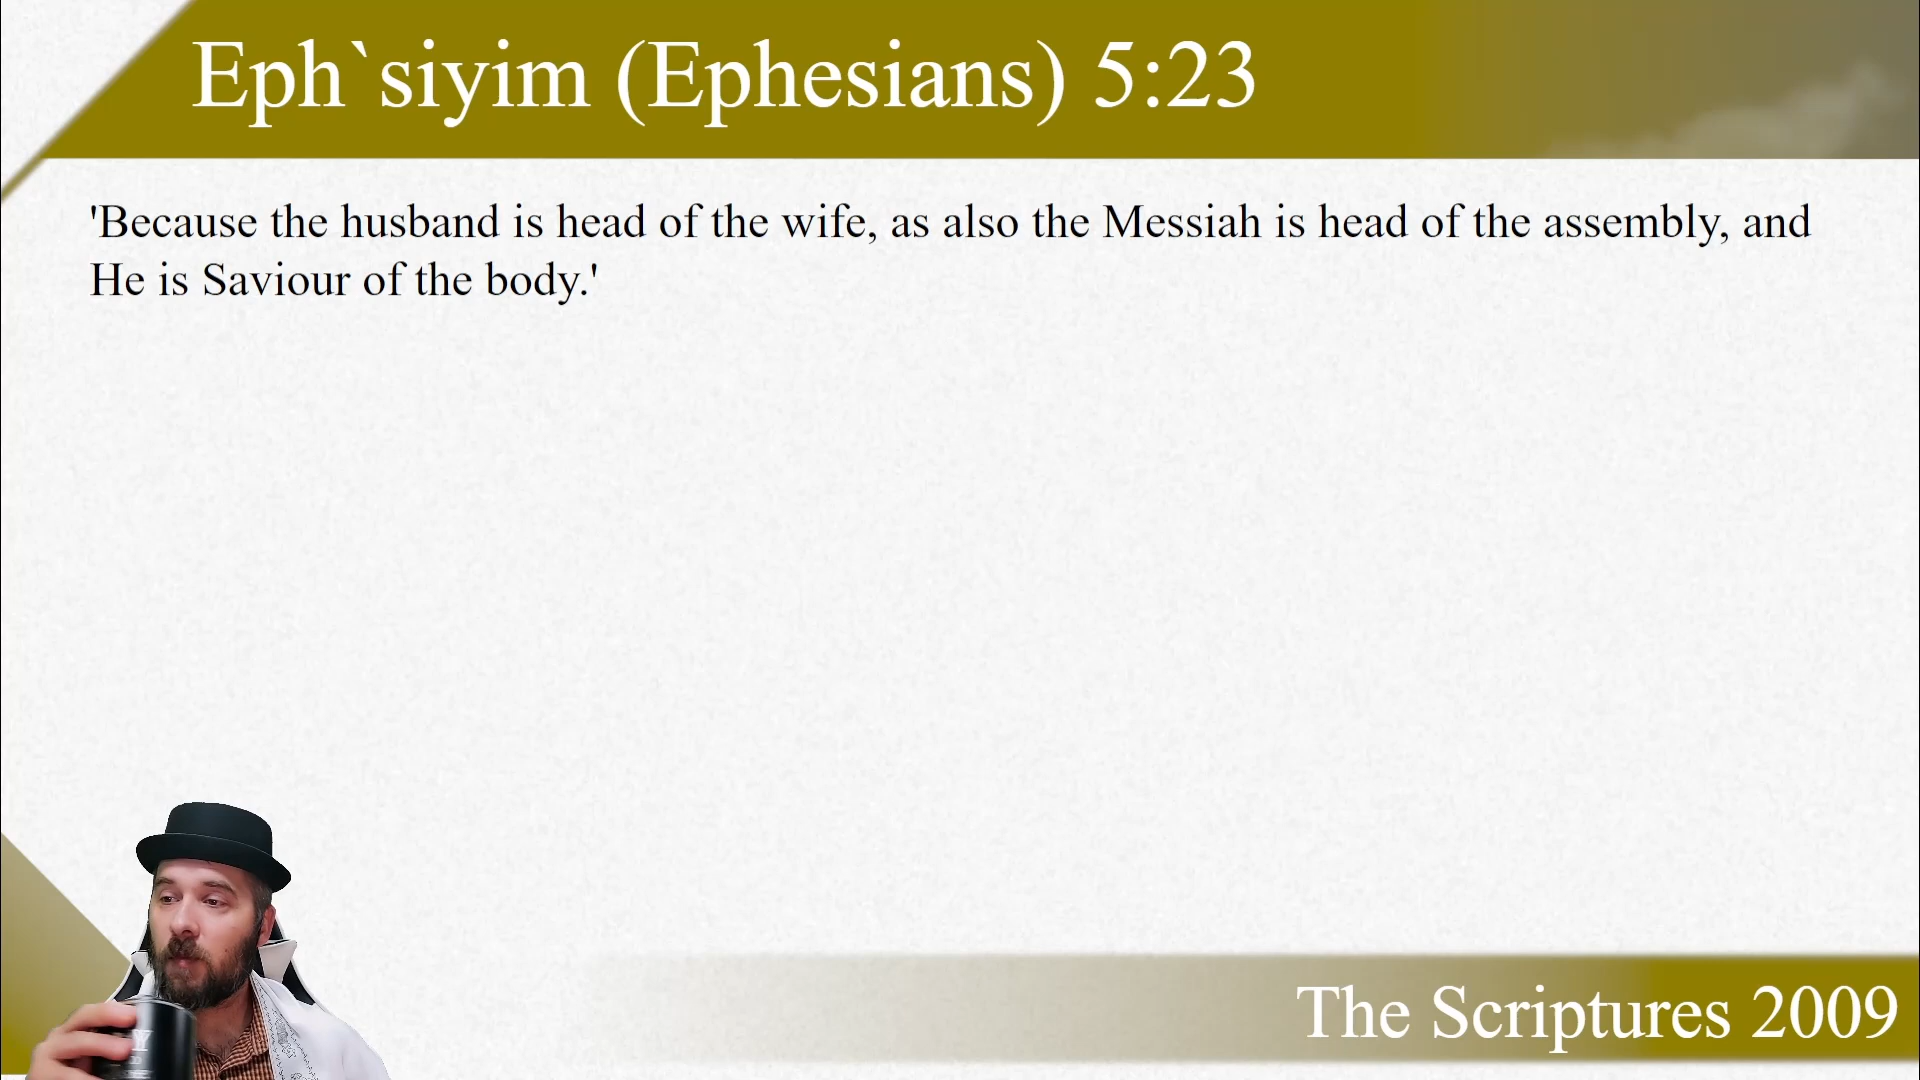 Eph`siyim (Ephesians) 5:23
'Because the husband is head of the wife, as also the Messiah is head of the assembly, and
He is Saviour of the body.'
The Scriptures 2009